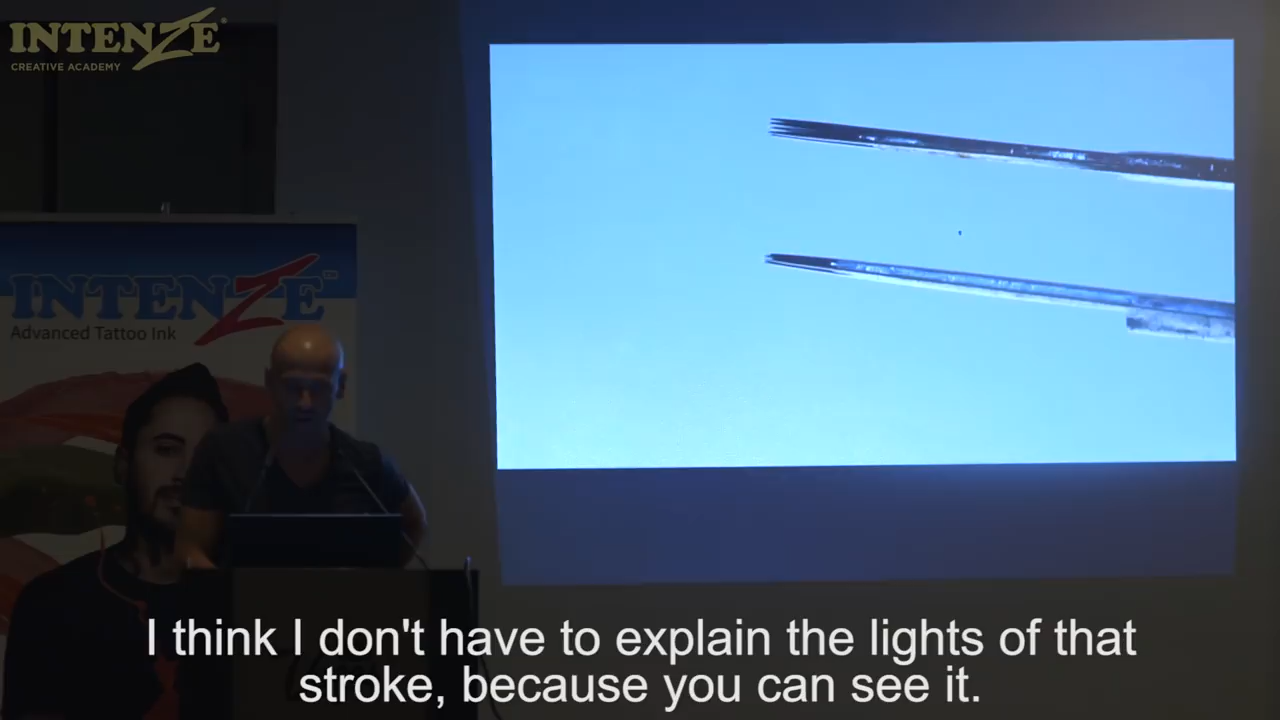 INTENZE
CREATIVE ACADEMY
INTENZE™
Advanced Tattoo Ink
I think I don't have to explain the lights of that
stroke, because you can see it.